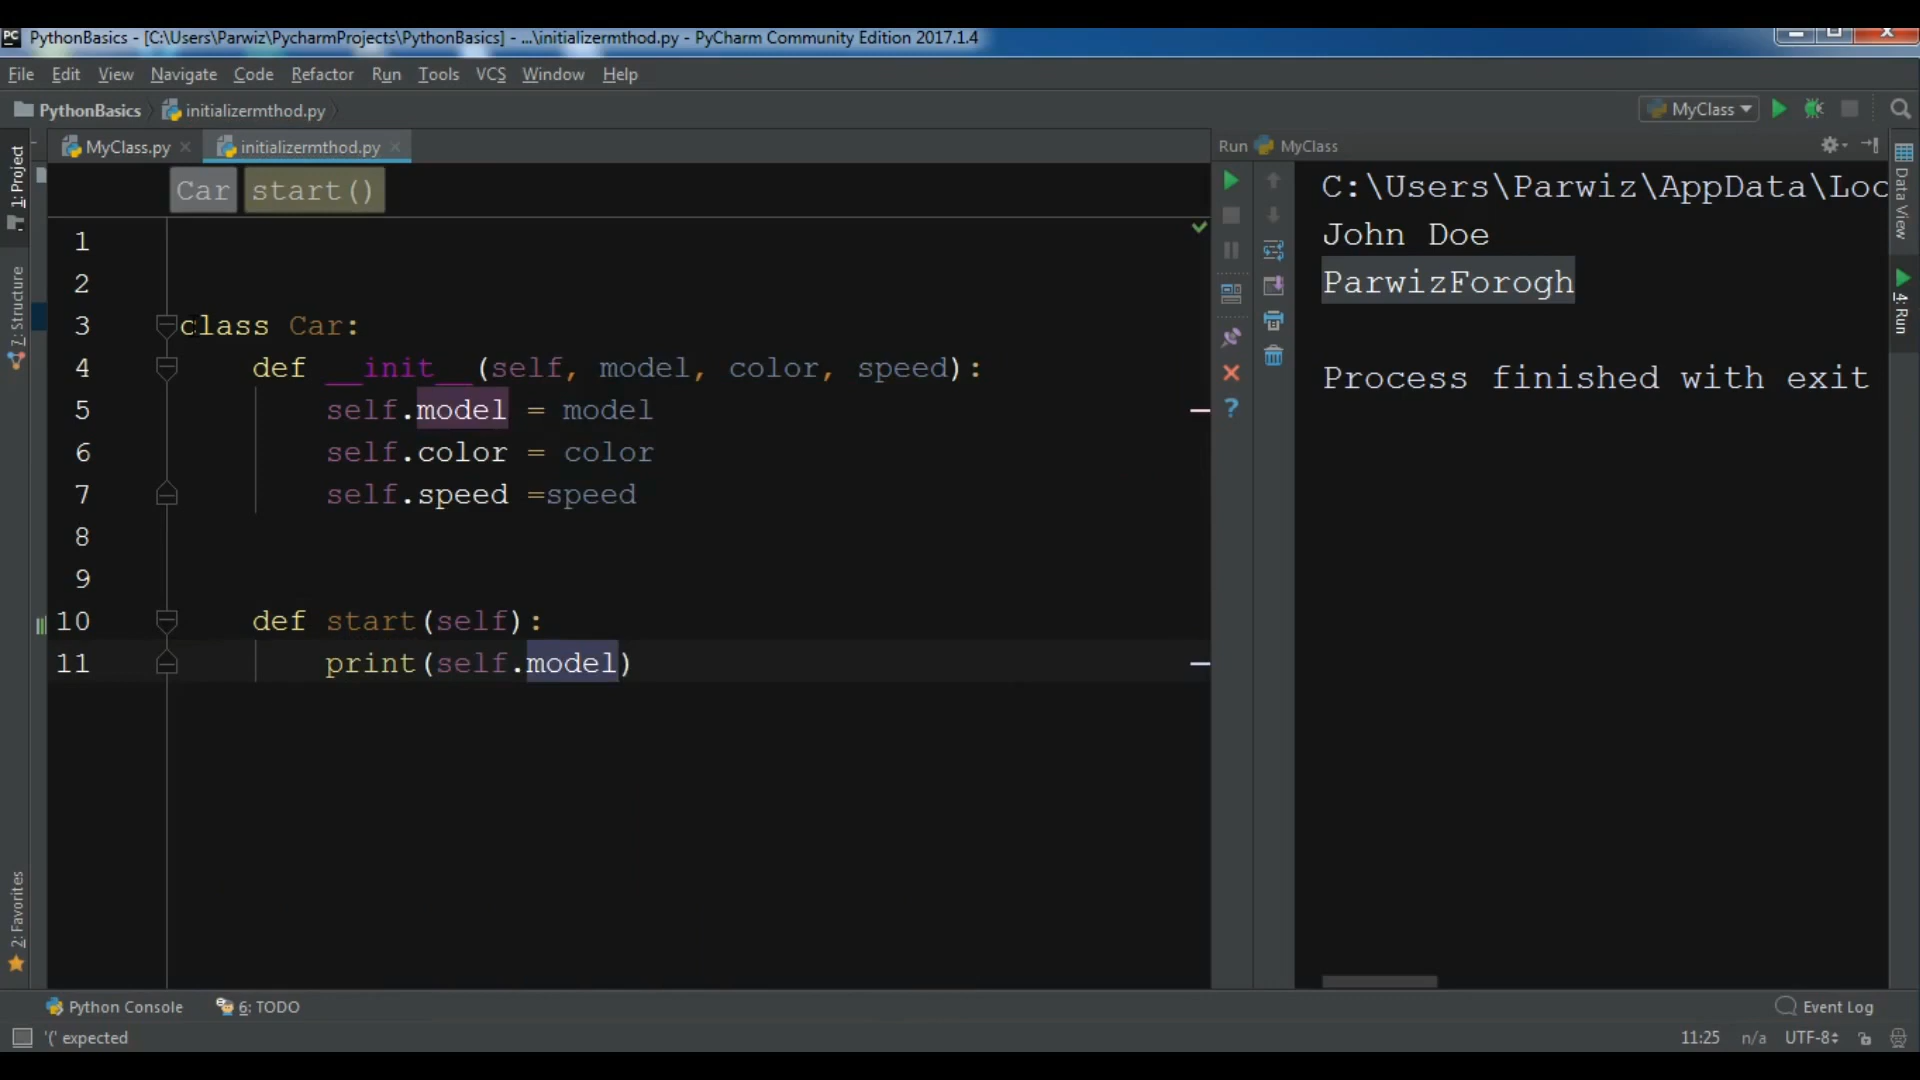 PythonBasics - [C:\Users\Parwiz\PycharmProjects\PythonBasics] - ...\initializermthod.py - PyCharm Community Edition 2017.1.4
File Edit View Navigate Code Refactor Run Tools VCS Window Help
PythonBasics initializermthod.py MyClass
MyClass.py initializermthod.py
Run MyClass
1: Project
7: Structure
2: Favorites
Car start()
1
2
3 class Car:
4 def __init__(self, model, color, speed):
5 self.model = model
6 self.color = color
7 self.speed =speed
8
9
10 def start(self):
11 print(self.model)
C:\Users\Parwiz\AppData\Loc
John Doe
ParwizForogh
Process finished with exit
Data View
4: Run
Python Console 6: TODO Event Log
'(' expected 11:25 n/a UTF-8